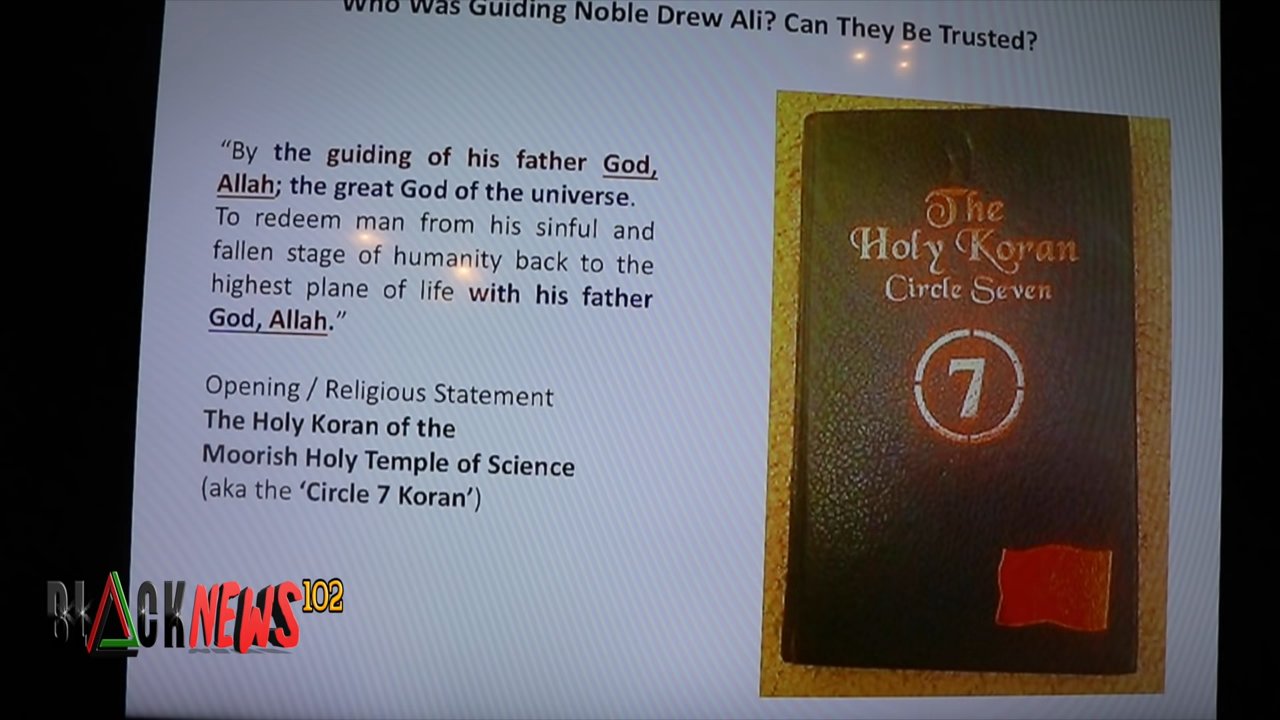 Who Was Guiding Noble Drew Ali? Can They Be Trusted?
“By the guiding of his father God,
Allah; the great God of the universe.
To redeem man from his sinful and
fallen stage of humanity back to the
highest plane of life with his father
God, Allah.”
Opening / Religious Statement
The Holy Koran of the
Moorish Holy Temple of Science
(aka the ‘Circle 7 Koran’)
The
Holy Koran
Circle Seven
7
BLACK NEWS 102